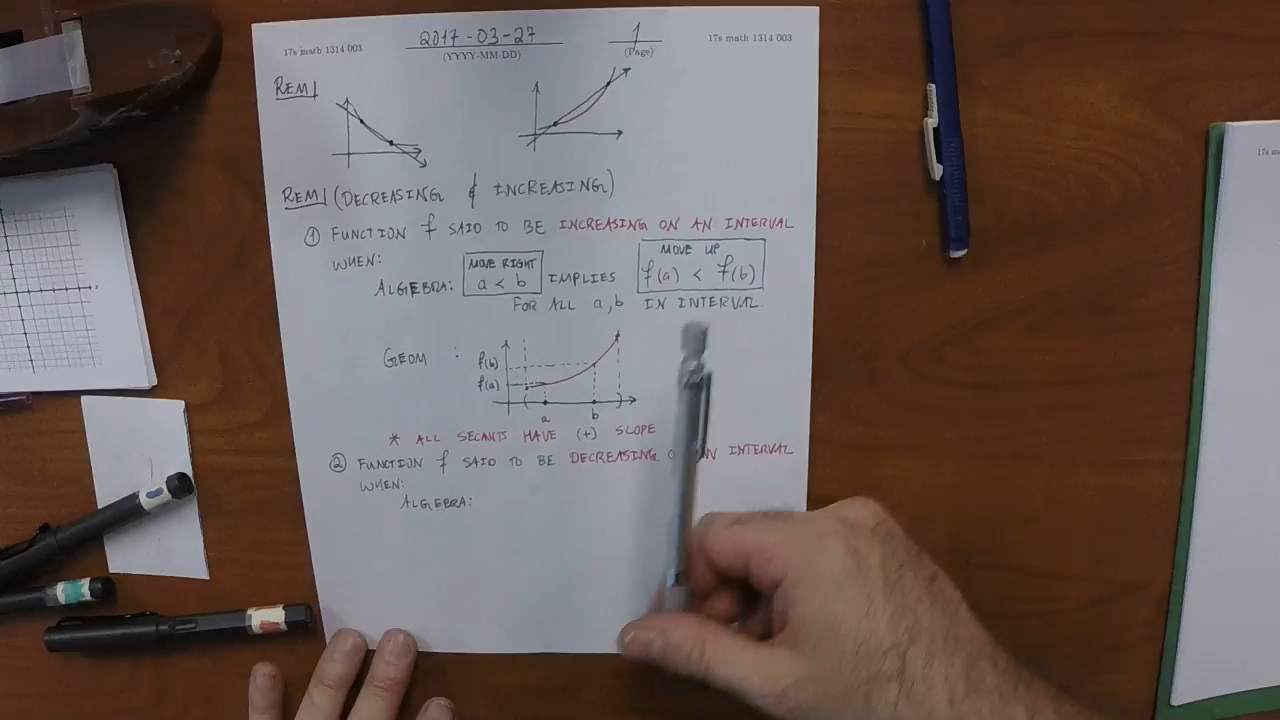 17s math 1314 003
2017-03-27
(YYYY-MM-DD)
1
(Page)
17s math 1314 003
REM
REM (DECREASING & INCREASING)
① FUNCTION f SAID TO BE INCREASING ON AN INTERVAL
WHEN:
ALGEBRA: MOVE RIGHT a < b IMPLIES MOVE UP f(a) < f(b)
FOR ALL a, b IN INTERVAL.
GEOM :
f(b)
f(a)
a b
* ALL SECANTS HAVE (+) SLOPE
② FUNCTION f SAID TO BE DECREASING INTERVAL
WHEN:
ALGEBRA:
17s